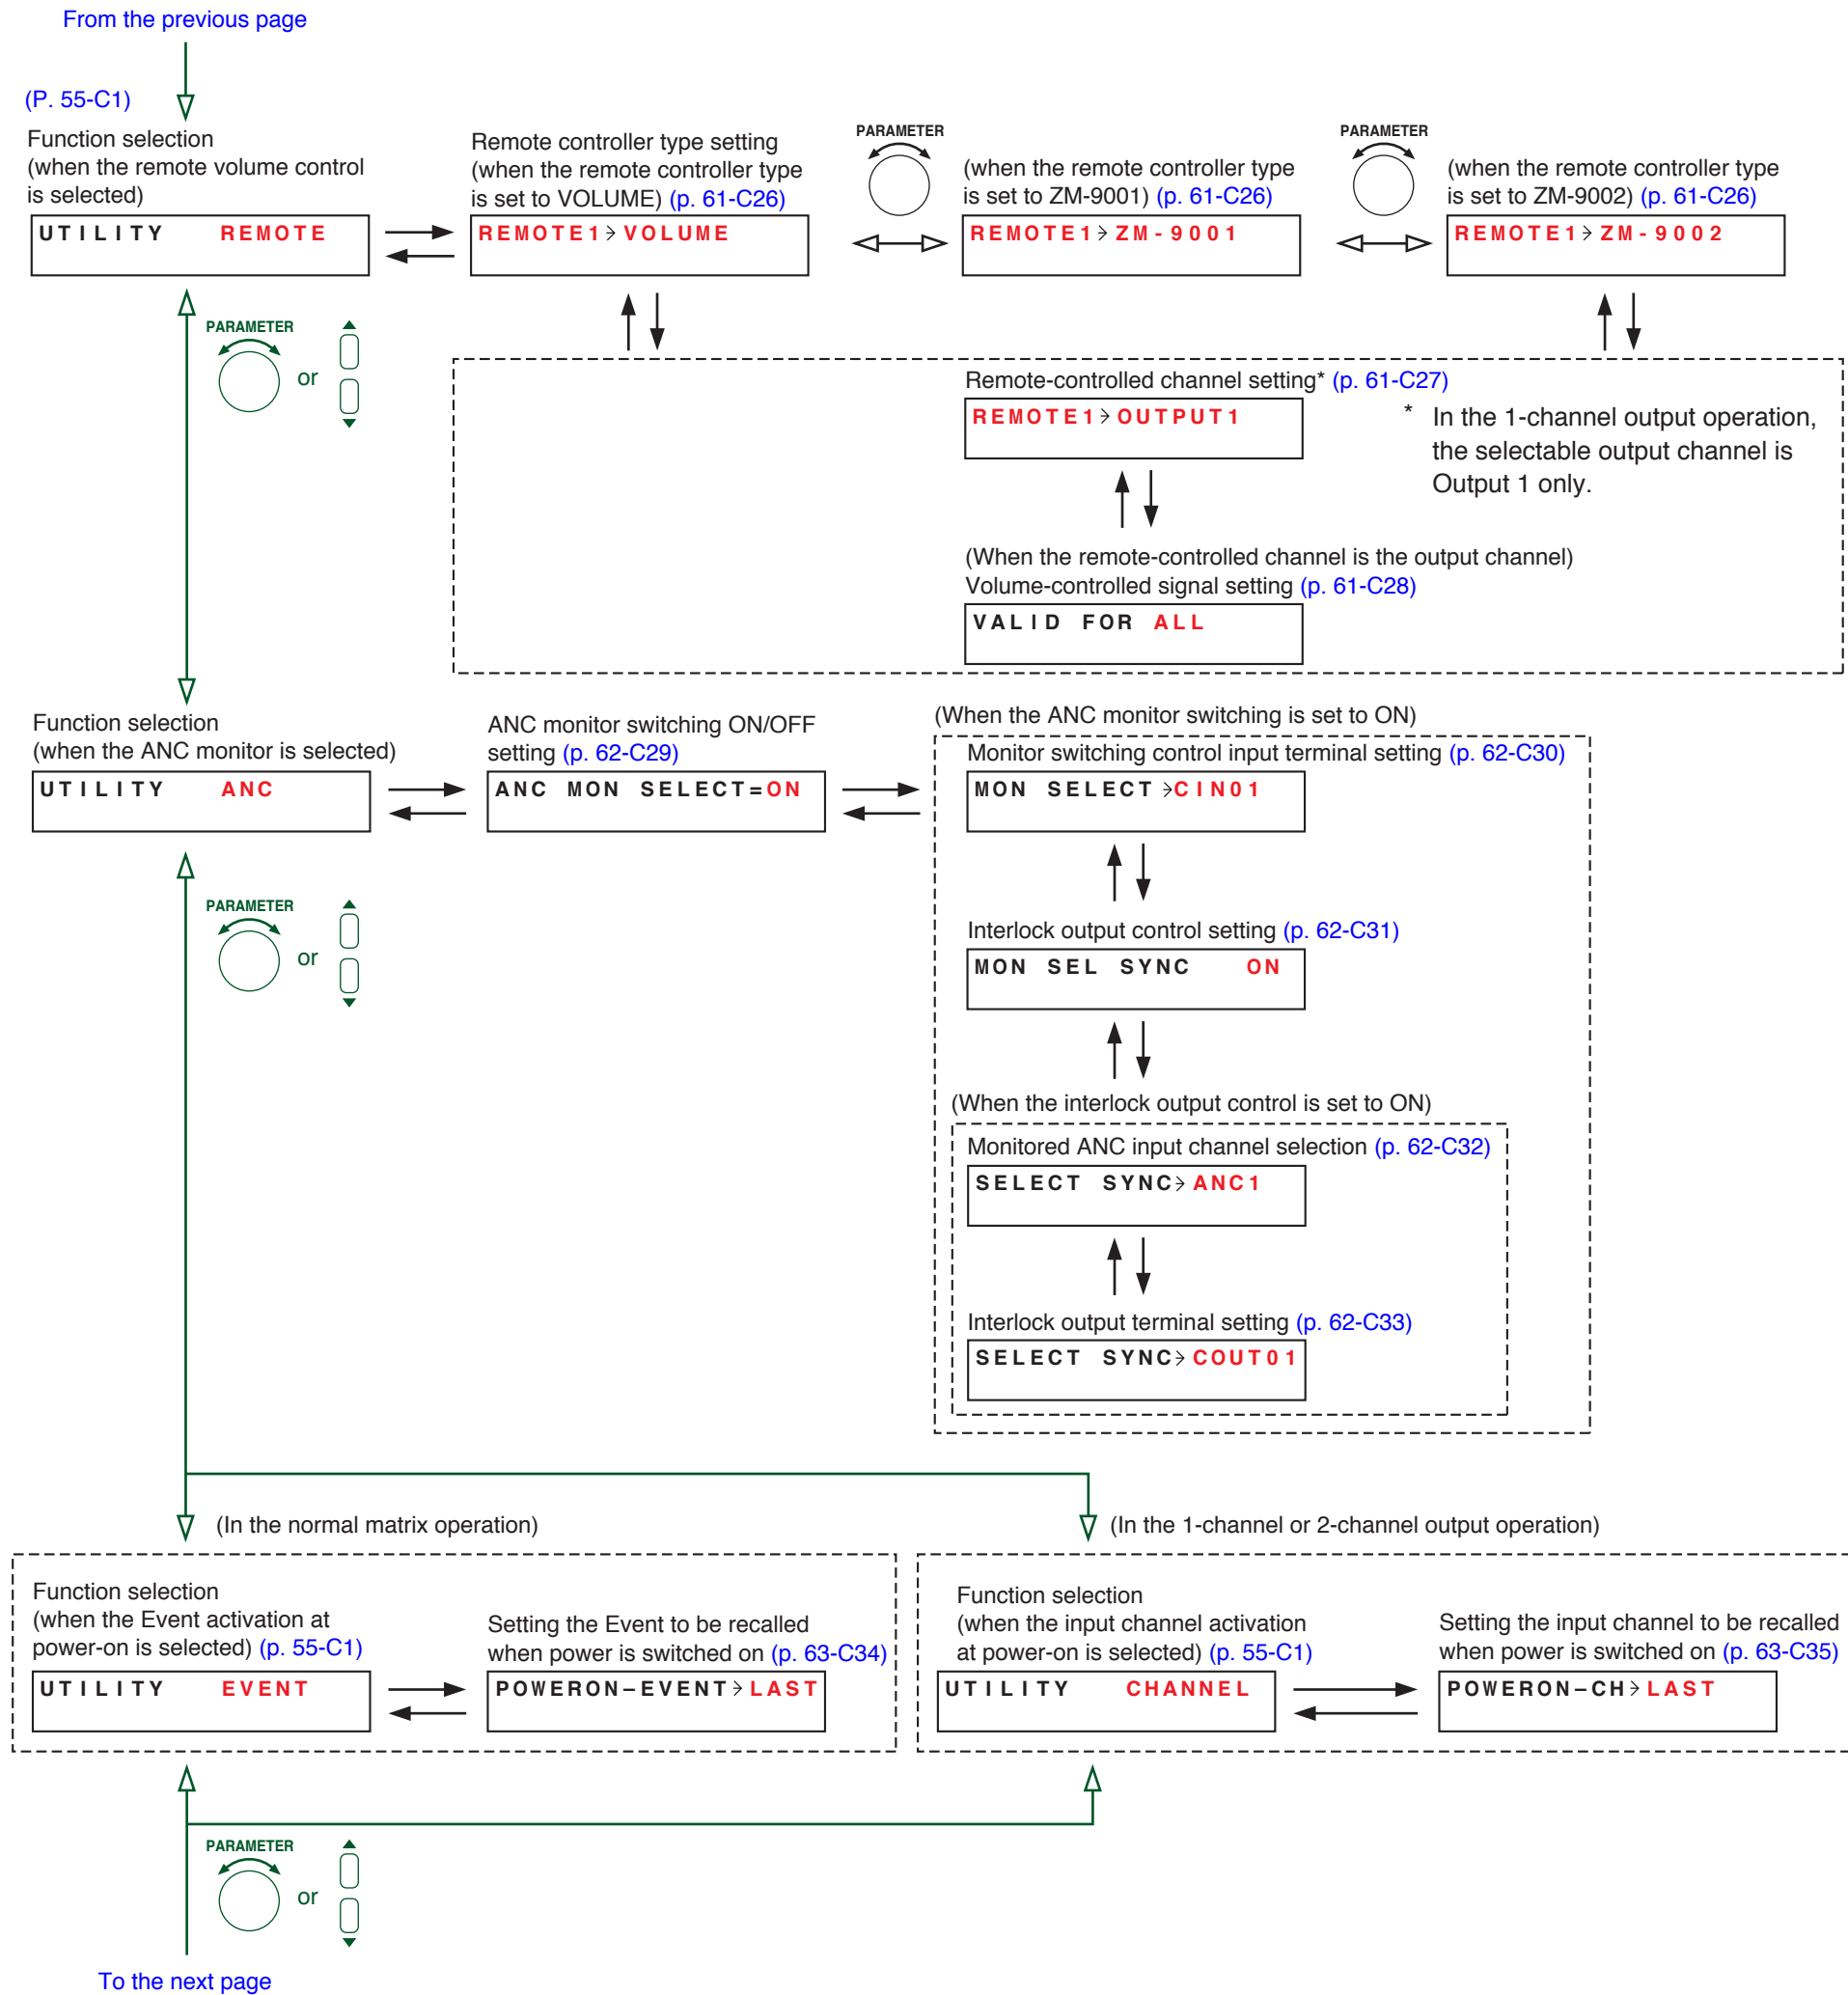 From the previous page
(P. 55-C1)
Function selection
(when the remote volume control
is selected)
UTILITY REMOTE
Remote controller type setting
(when the remote controller type
is set to VOLUME) (p. 61-C26)
REMOTE1>VOLUME
PARAMETER
(when the remote controller type
is set to ZM-9001) (p. 61-C26)
REMOTE1>ZM-9001
PARAMETER
(when the remote controller type
is set to ZM-9002) (p. 61-C26)
REMOTE1>ZM-9002
PARAMETER
or
Remote-controlled channel setting* (p. 61-C27)
REMOTE1>OUTPUT1
* In the 1-channel output operation,
the selectable output channel is
Output 1 only.
(When the remote-controlled channel is the output channel)
Volume-controlled signal setting (p. 61-C28)
VALID FOR ALL
Function selection
(when the ANC monitor is selected)
UTILITY ANC
ANC monitor switching ON/OFF
setting (p. 62-C29)
ANC MON SELECT=ON
(When the ANC monitor switching is set to ON)
Monitor switching control input terminal setting (p. 62-C30)
MON SELECT>CIN01
PARAMETER
or
Interlock output control setting (p. 62-C31)
MON SEL SYNC ON
(When the interlock output control is set to ON)
Monitored ANC input channel selection (p. 62-C32)
SELECT SYNC>ANC1
Interlock output terminal setting (p. 62-C33)
SELECT SYNC>COUT01
(In the normal matrix operation)
Function selection
(when the Event activation at
power-on is selected) (p. 55-C1)
UTILITY EVENT
Setting the Event to be recalled
when power is switched on (p. 63-C34)
POWERON–EVENT>LAST
(In the 1-channel or 2-channel output operation)
Function selection
(when the input channel activation
at power-on is selected) (p. 55-C1)
UTILITY CHANNEL
Setting the input channel to be recalled
when power is switched on (p. 63-C35)
POWERON–CH>LAST
PARAMETER
or
To the next page